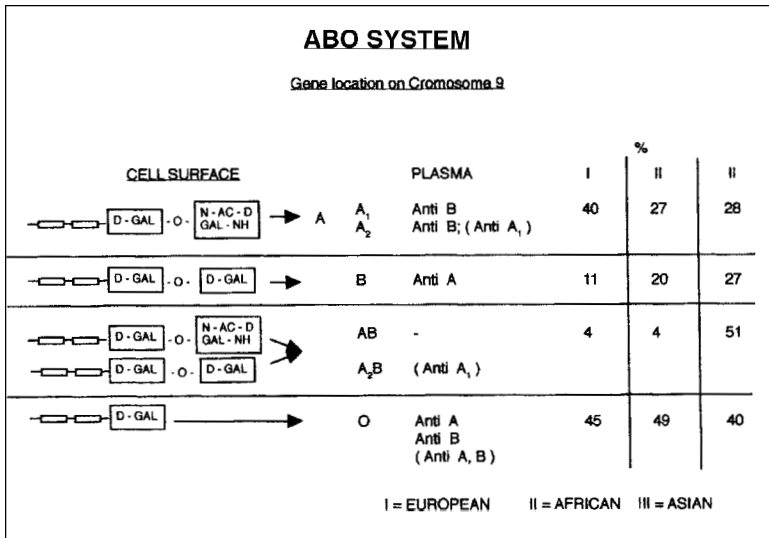 ABO SYSTEM
Gene location on Cromosome 9
%
CELL SURFACE PLASMA I II II
D - GAL - O - N - AC - D GAL - NH A A₁ Anti B 40 27 28
A₂ Anti B; ( Anti A₁ )
D - GAL - O - D - GAL B Anti A 11 20 27
D - GAL - O - N - AC - D GAL - NH AB - 4 4 51
D - GAL - O - D - GAL A₂B ( Anti A₁ )
D - GAL O Anti A 45 49 40
Anti B
( Anti A, B )
I = EUROPEAN II = AFRICAN III = ASIAN